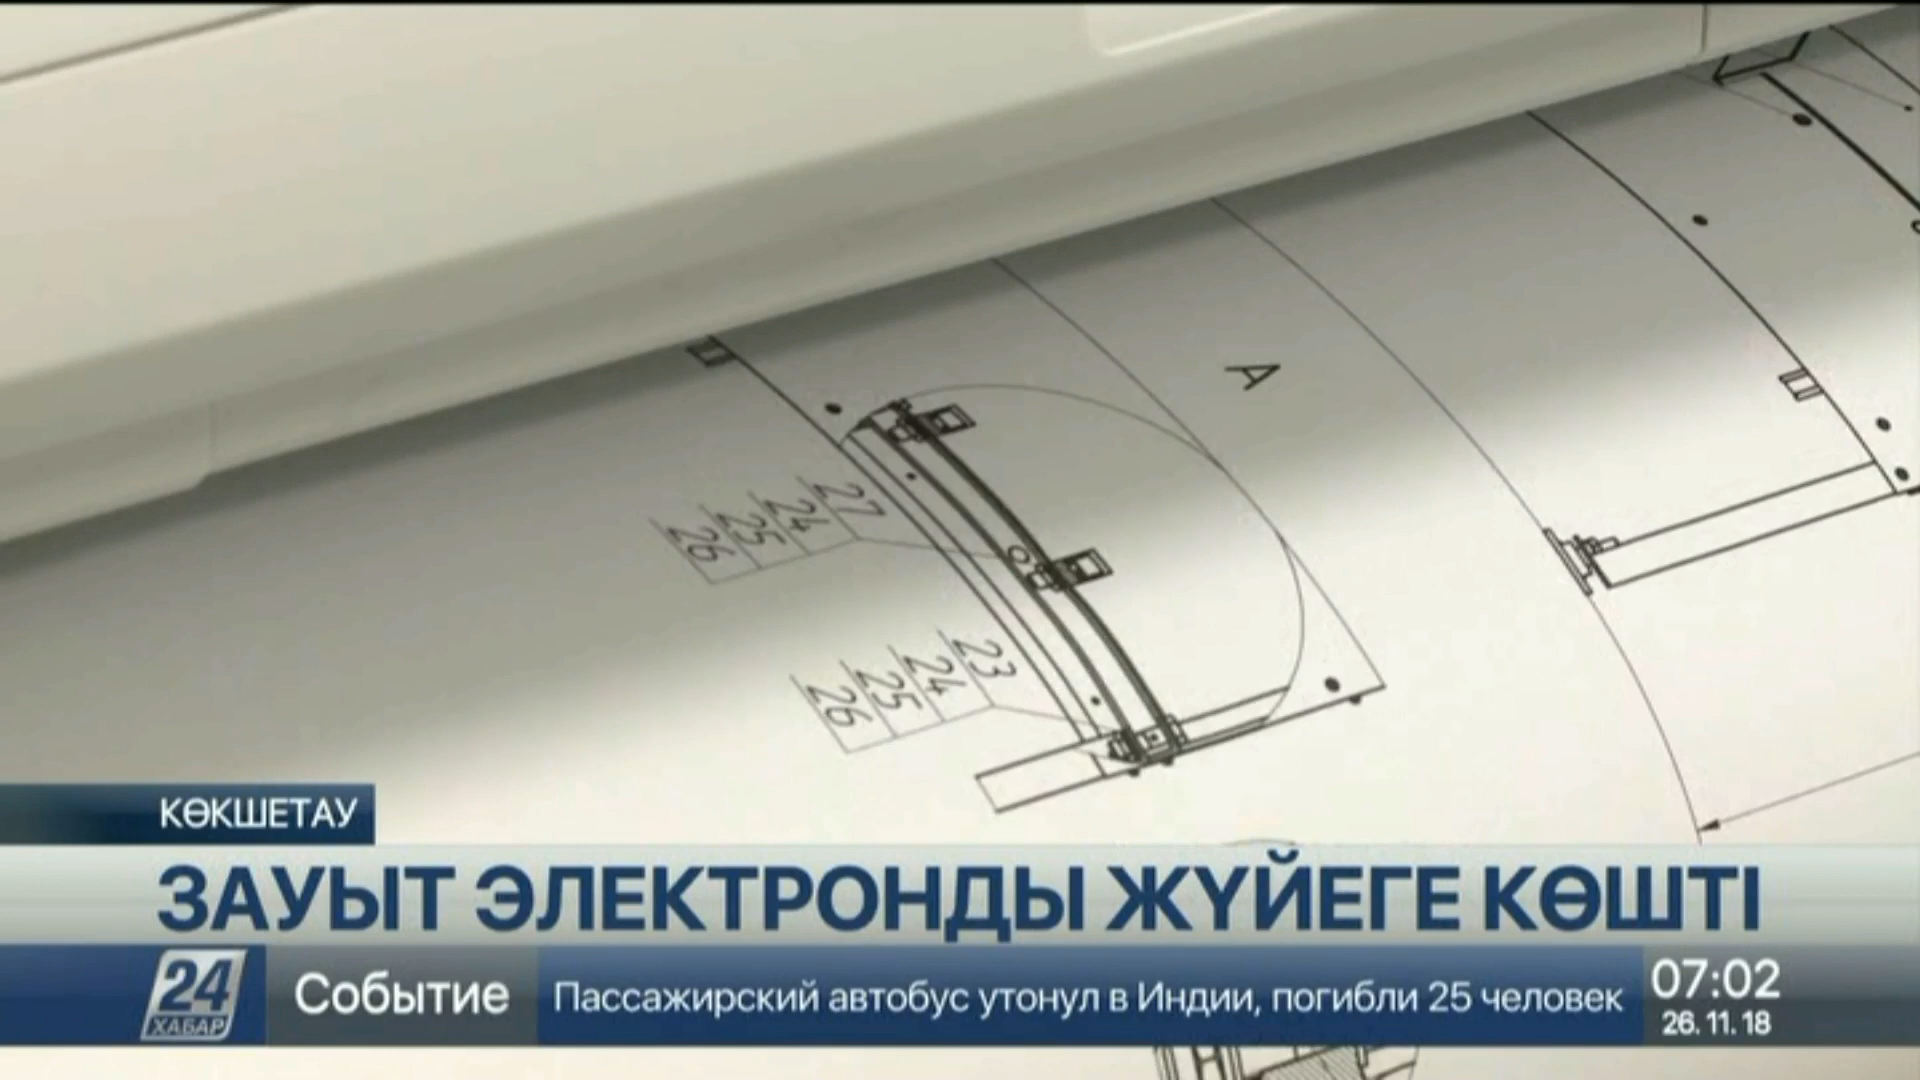 A
27
24
25
26
23
24
25
26
КӨКШЕТАУ
ЗАУЫТ ЭЛЕКТРОНДЫ ЖҮЙЕГЕ КӨШТІ
24
ХАБАР
Событие
Пассажирский автобус утонул в Индии, погибли 25 человек
07:02
26.11.18